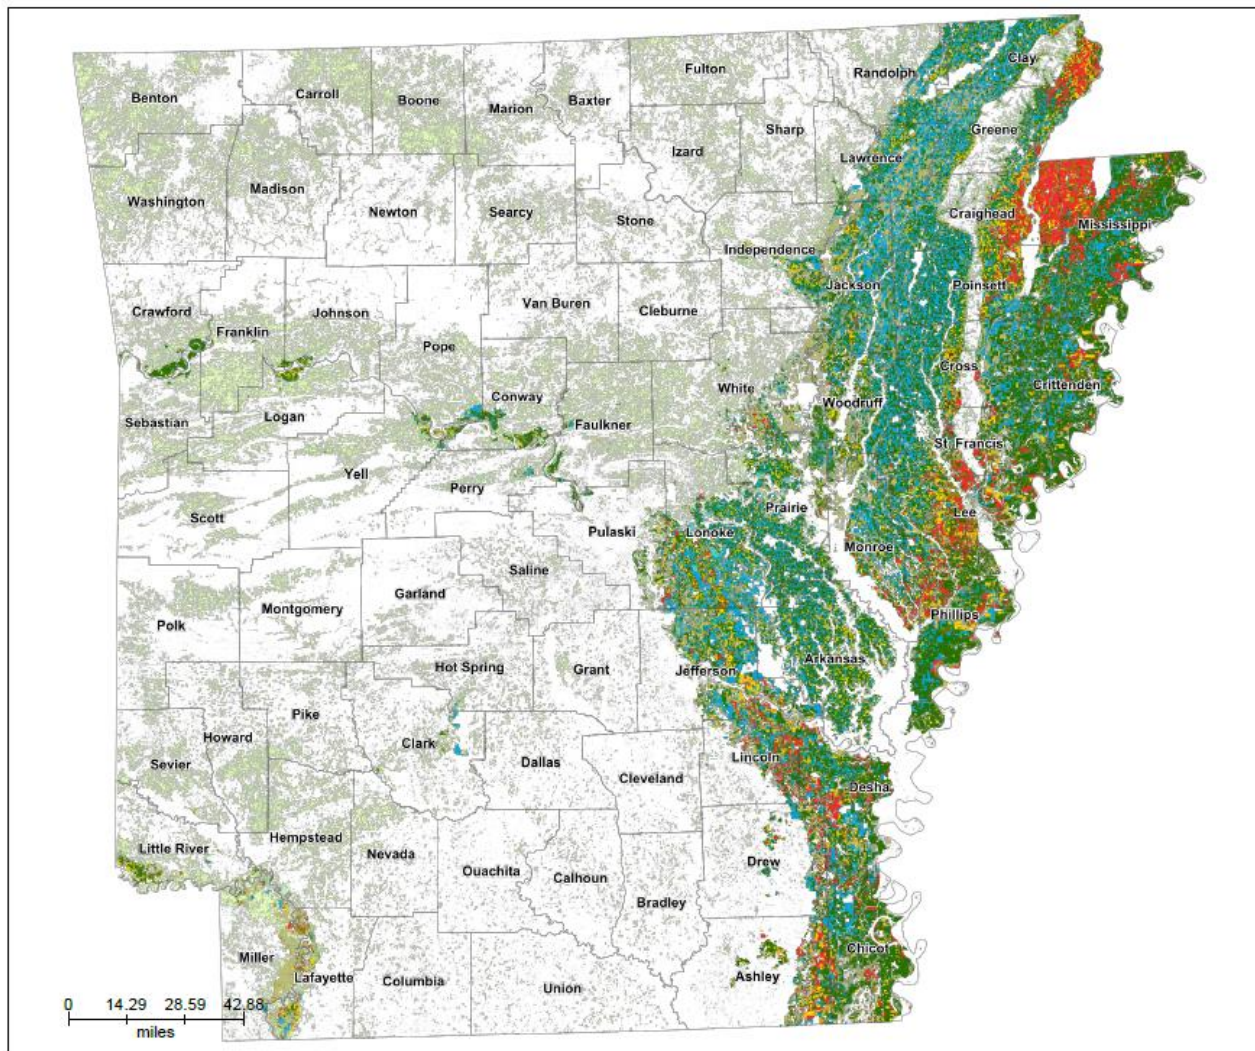 Benton
Carroll
Boone
Marion
Baxter
Fulton
Randolph
Clay
Sharp
Izard
Greene
Lawrence
Washington
Madison
Newton
Searcy
Stone
Craighead
Mississippi
Independence
Jackson
Poinsett
Crawford
Franklin
Johnson
Van Buren
Cleburne
Pope
Cross
Crittenden
White
Woodruff
Sebastian
Logan
Conway
Faulkner
St. Francis
Yell
Perry
Prairie
Lee
Scott
Pulaski
Lonoke
Monroe
Saline
Garland
Montgomery
Polk
Phillips
Hot Spring
Grant
Jefferson
Arkansas
Pike
Howard
Clark
Sevier
Dallas
Cleveland
Lincoln
Desha
Hempstead
Little River
Nevada
Ouachita
Calhoun
Drew
Bradley
Miller
Lafayette
Columbia
Union
Ashley
Chicot
0 14.29 28.59 42.88
miles